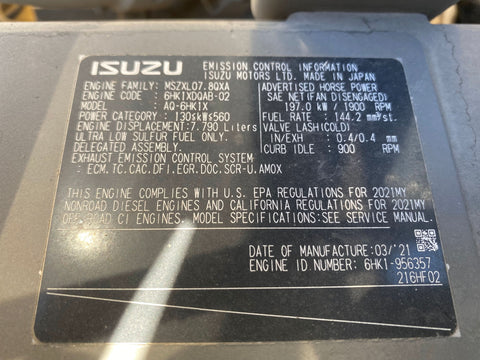 ISUZU EMISSION CONTROL INFORMATION
ISUZU MOTORS LTD. MADE IN JAPAN
ENGINE FAMILY: MSZXL07.8QXA
ENGINE CODE : 6HK1XDQAB-02
MODEL : AQ-6HK1X
POWER CATEGORY : 130≤kW≤560
ENGINE DISPLACEMENT:7.790 Liters
ULTRA LOW SULFUR FUEL ONLY.
DELEGATED ASSEMBLY.
EXHAUST EMISSION CONTROL SYSTEM
: ECM.TC.CAC.DFI.EGR.DOC.SCR-U.AMOX
ADVERTISED HORSE POWER
SAE NET(FAN DISENGAGED)
197.0 kW / 1900 RPM
FUEL RATE : 144.2 mm³/st.
VALVE LASH(COLD)
IN/EXH : 0.4/0.4 mm
CURB IDLE : 900 RPM
THIS ENGINE COMPLIES WITH U.S. EPA REGULATIONS FOR 2021MY
NONROAD DIESEL ENGINES AND CALIFORNIA REGULATIONS FOR 2021MY
OFF-ROAD CI ENGINES. MODEL SPECIFICATIONS:SEE SERVICE MANUAL.
DATE OF MANUFACTURE:03/'21
ENGINE ID NUMBER: 6HK1-956357
216HF02